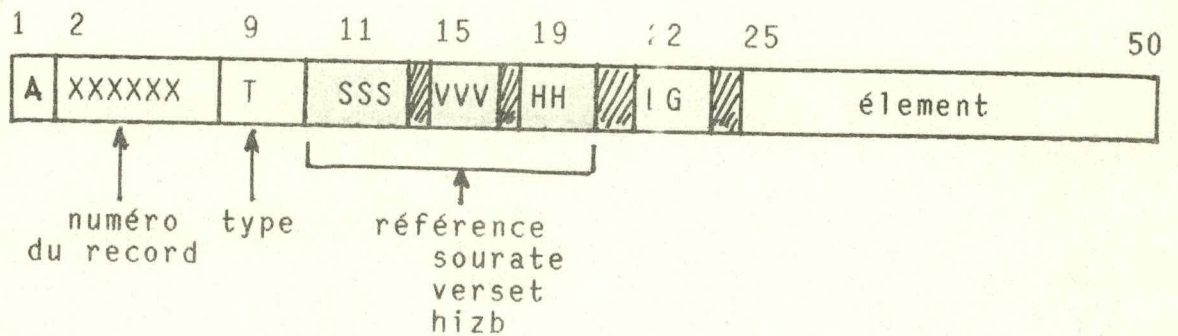 1 2 9 11 15 19 22 25 50
A XXXXXX T SSS VVV HH IG élement
numéro type référence
du record sourate
verset
hizb